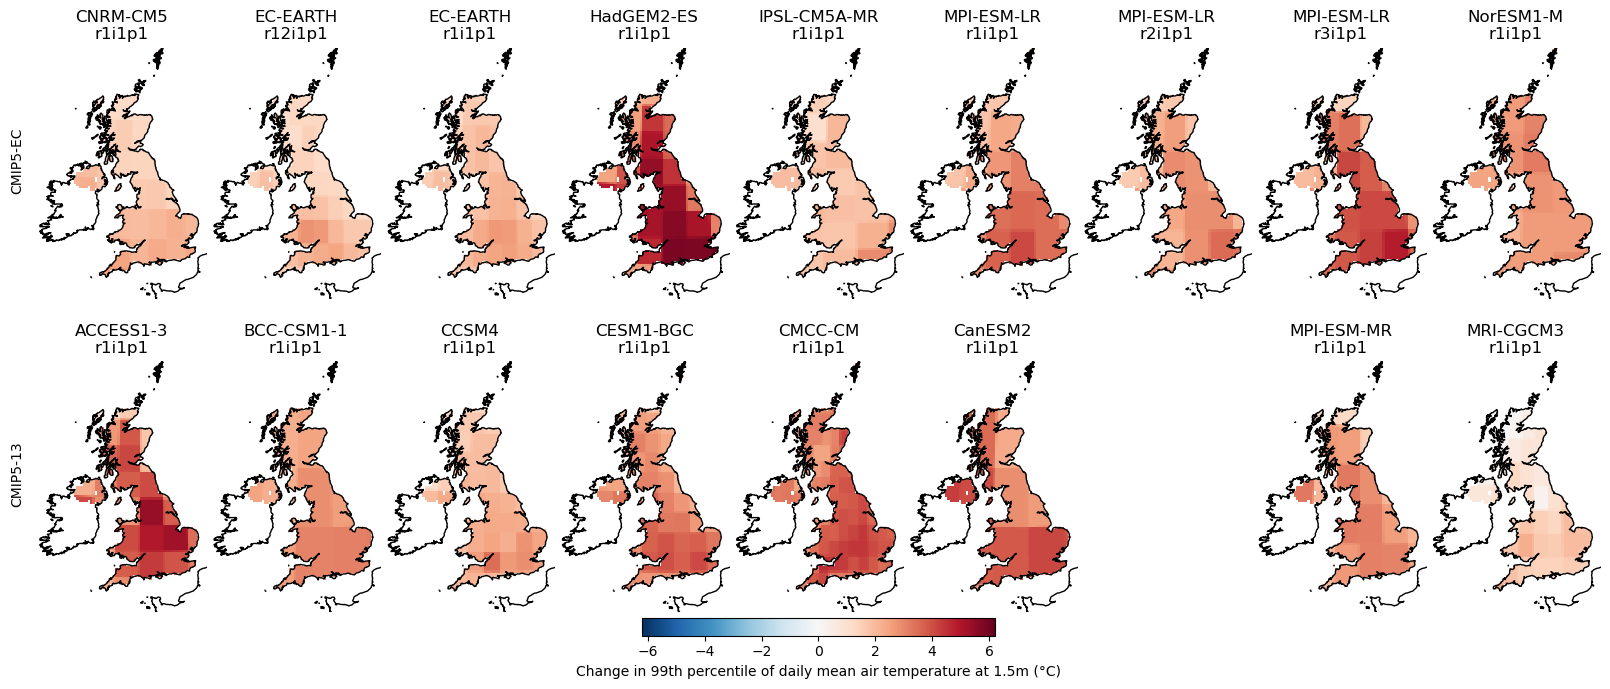 CNRM-CM5 EC-EARTH EC-EARTH HadGEM2-ES IPSL-CM5A-MR MPI-ESM-LR MPI-ESM-LR MPI-ESM-LR NorESM1-M
r1i1p1 r12i1p1 r1i1p1 r1i1p1 r1i1p1 r1i1p1 r2i1p1 r3i1p1 r1i1p1
CMIP5-EC
ACCESS1-3 BCC-CSM1-1 CCSM4 CESM1-BGC CMCC-CM CanESM2 MPI-ESM-MR MRI-CGCM3
r1i1p1 r1i1p1 r1i1p1 r1i1p1 r1i1p1 r1i1p1 r1i1p1 r1i1p1
CMIP5-13
−6 −4 −2 0 2 4 6
Change in 99th percentile of daily mean air temperature at 1.5m (°C)